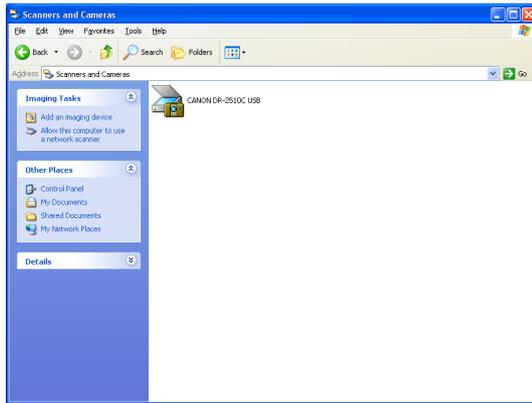 Scanners and Cameras
File Edit View Favorites Tools Help
Back Search Folders
Address Scanners and Cameras Go
Imaging Tasks
Add an imaging device
Allow this computer to use
a network scanner
Other Places
Control Panel
My Documents
Shared Documents
My Network Places
Details
CANON DR-2510C USB